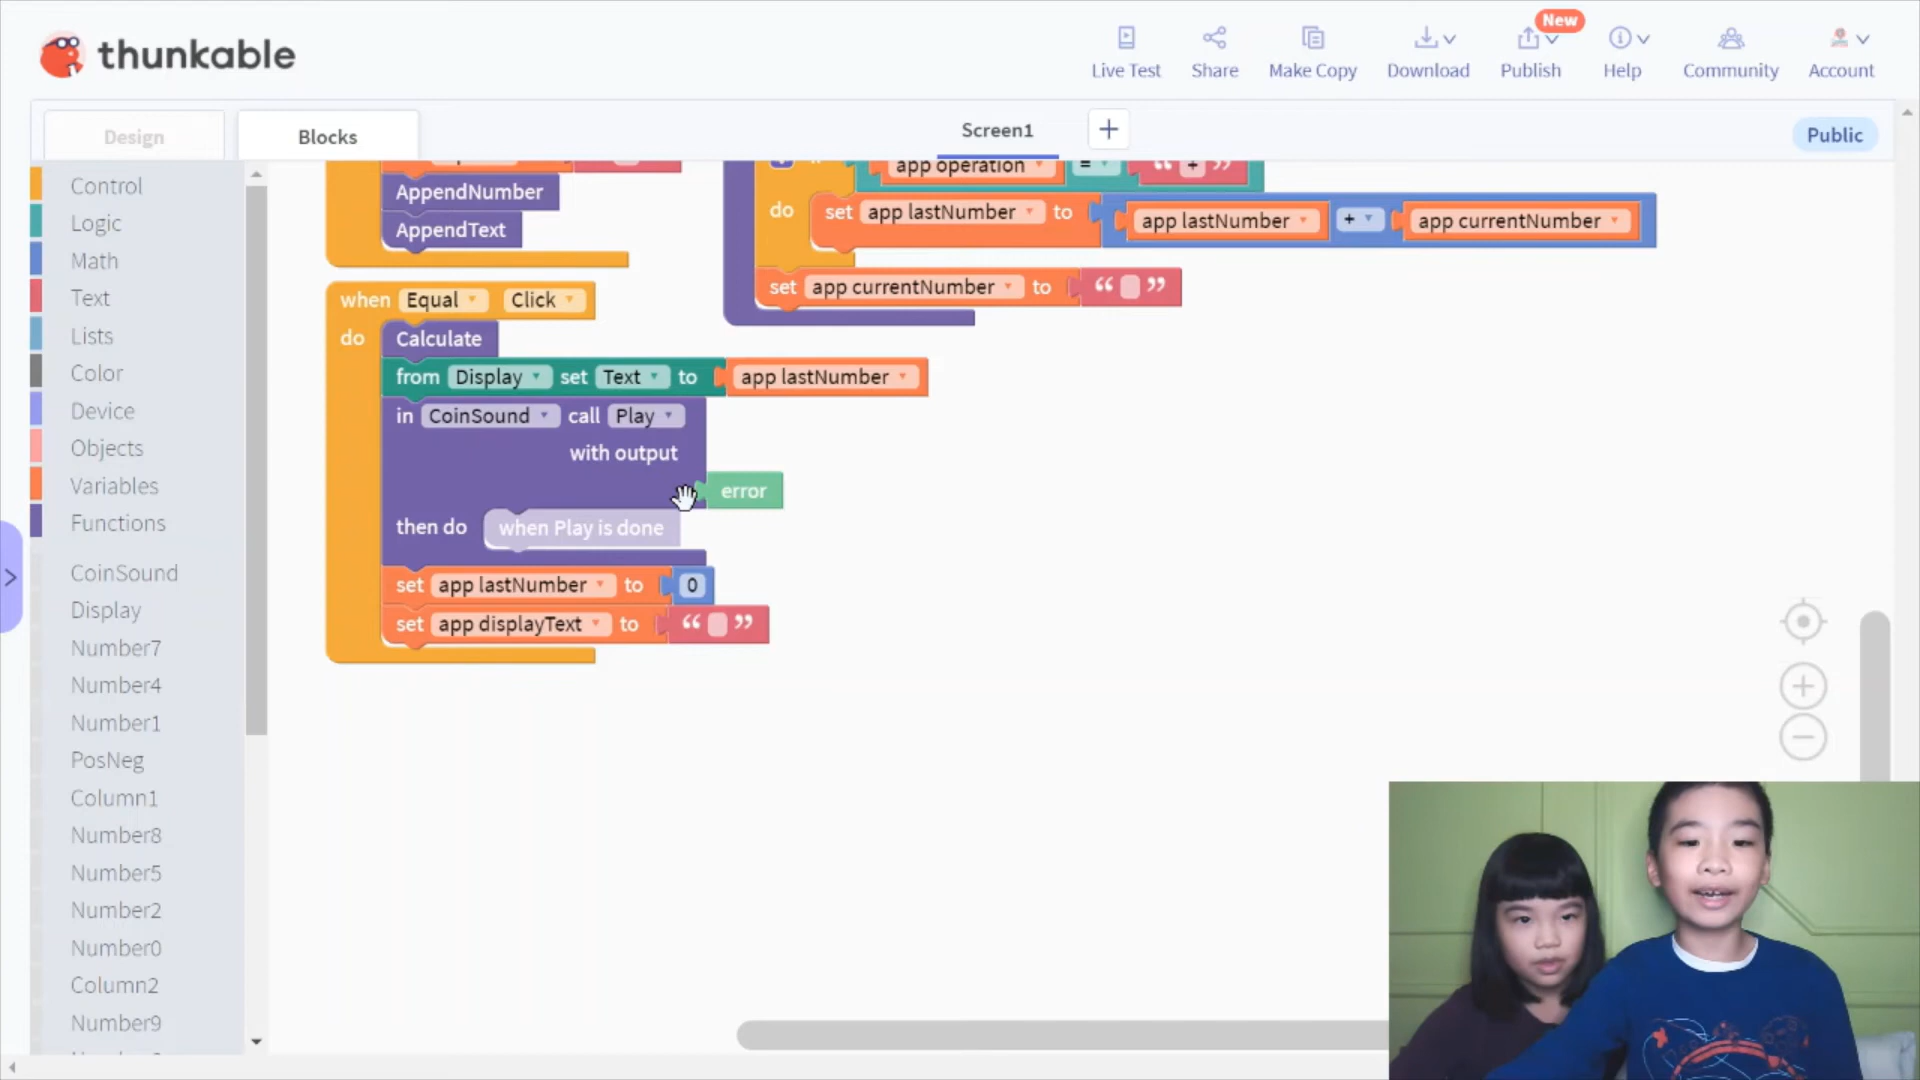 thunkable
New
Live Test
Share
Make Copy
Download
Publish
Help
Community
Account
Design
Blocks
Screen1
+
Public
Control
Logic
Math
Text
Lists
Color
Device
Objects
Variables
Functions
CoinSound
Display
Number7
Number4
Number1
PosNeg
Column1
Number8
Number5
Number2
Number0
Column2
Number9
AppendNumber
AppendText
when Equal Click
do Calculate
from Display set Text to app lastNumber
in CoinSound call Play
with output
error
then do when Play is done
set app lastNumber to 0
set app displayText to “ ”
app operation = “ + ”
do set app lastNumber to app lastNumber + app currentNumber
set app currentNumber to “ ”